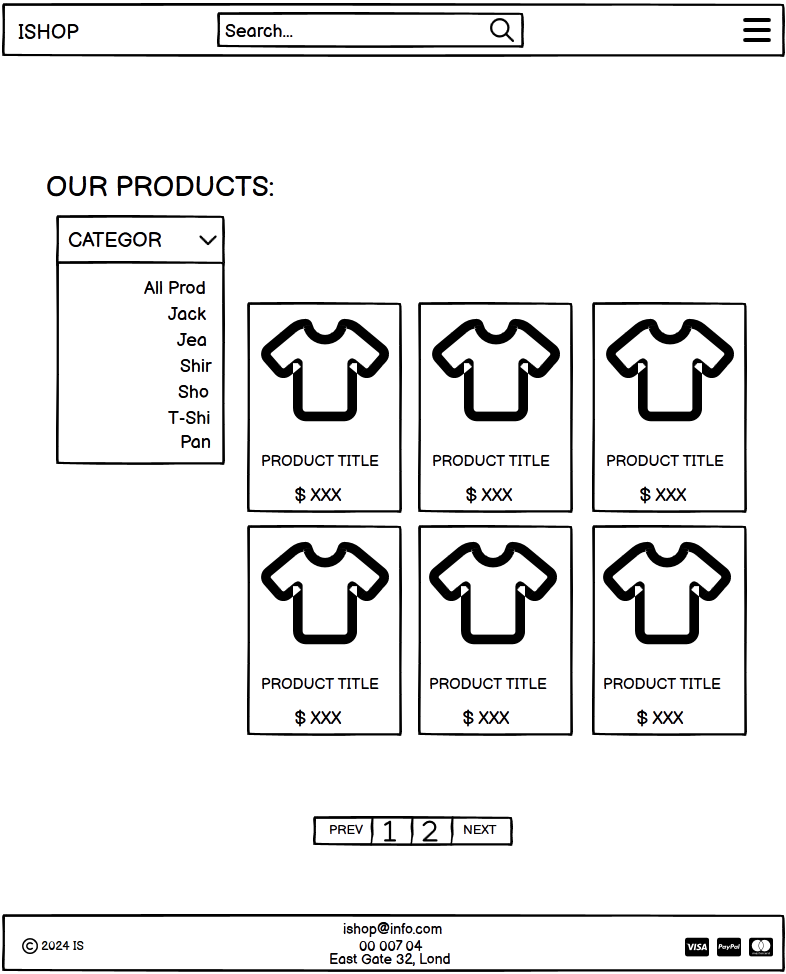 ISHOP
Search...
OUR PRODUCTS:
CATEGOR
All Prod
Jack
Jea
Shir
Sho
T-Shi
Pan
PRODUCT TITLE
$ XXX
PRODUCT TITLE
$ XXX
PRODUCT TITLE
$ XXX
PRODUCT TITLE
$ XXX
PRODUCT TITLE
$ XXX
PRODUCT TITLE
$ XXX
PREV 1 2 NEXT
© 2024 IS
ishop@info.com
00 007 04
East Gate 32, Lond
VISA PayPal